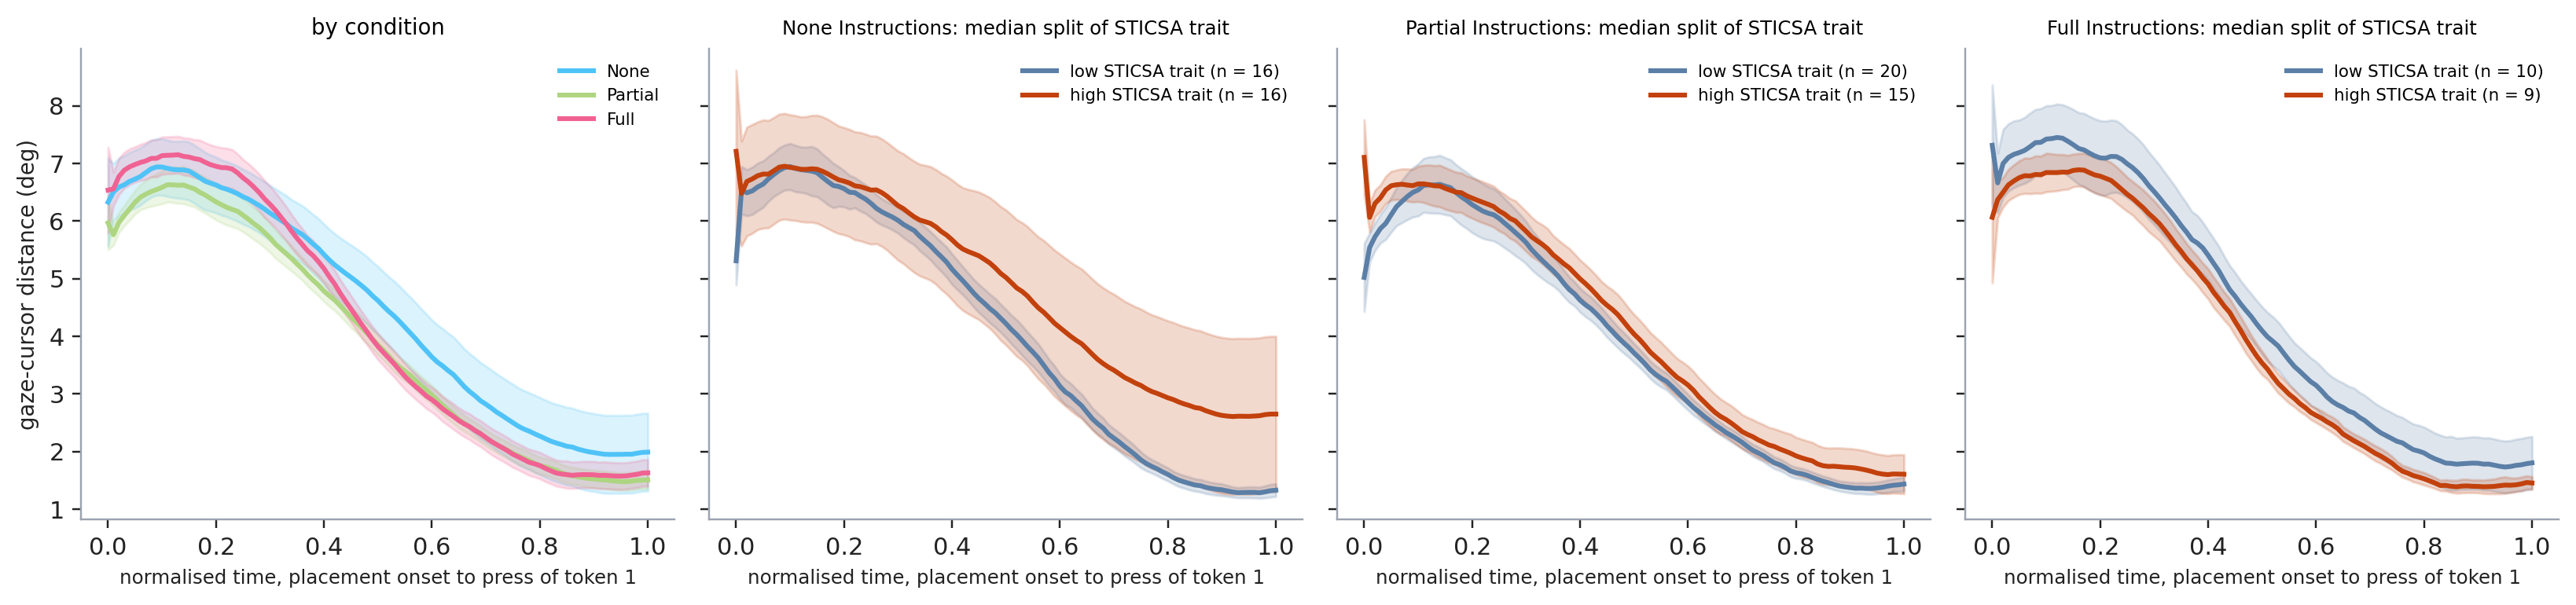 by condition
None
Partial
Full
gaze-cursor distance (deg)
8
7
6
5
4
3
2
1
0.0 0.2 0.4 0.6 0.8 1.0
normalised time, placement onset to press of token 1
None Instructions: median split of STICSA trait
low STICSA trait (n = 16)
high STICSA trait (n = 16)
0.0 0.2 0.4 0.6 0.8 1.0
normalised time, placement onset to press of token 1
Partial Instructions: median split of STICSA trait
low STICSA trait (n = 20)
high STICSA trait (n = 15)
0.0 0.2 0.4 0.6 0.8 1.0
normalised time, placement onset to press of token 1
Full Instructions: median split of STICSA trait
low STICSA trait (n = 10)
high STICSA trait (n = 9)
0.0 0.2 0.4 0.6 0.8 1.0
normalised time, placement onset to press of token 1